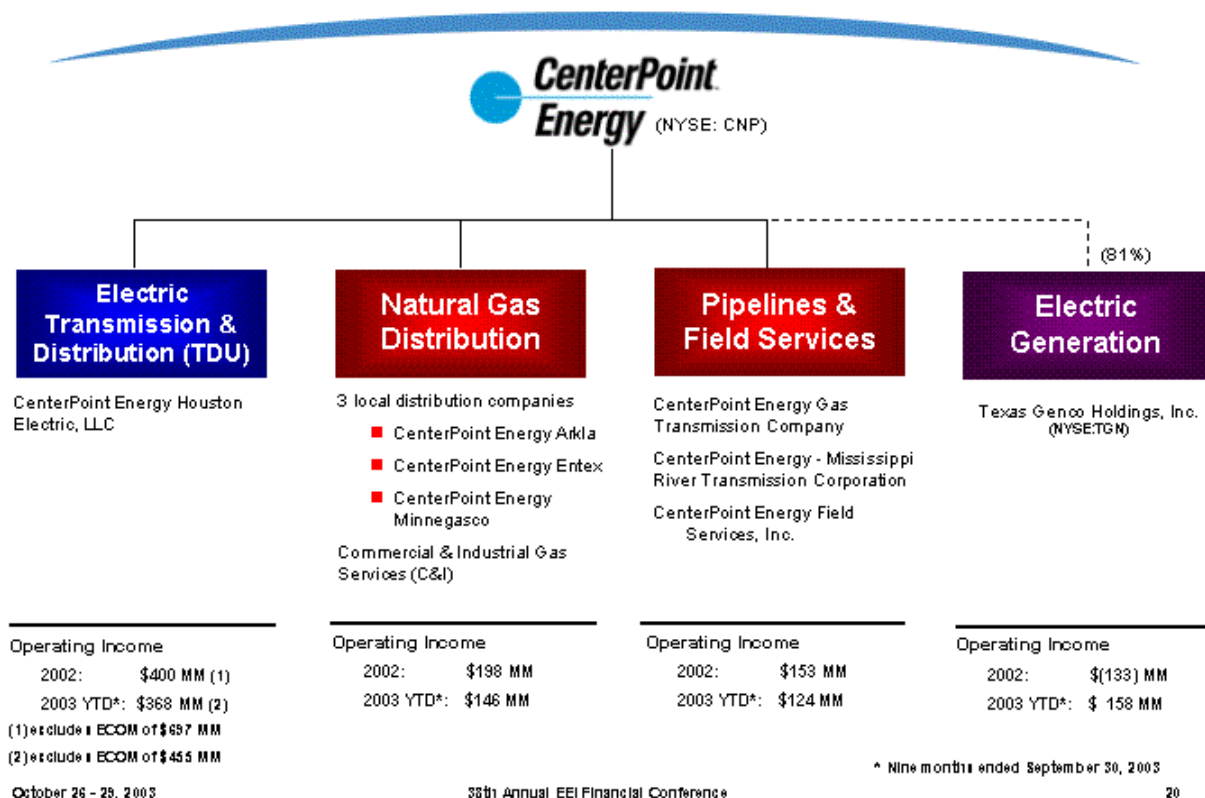 CenterPoint.
Energy (NYSE: CNP)
(81%)
Electric
Transmission &
Distribution (TDU)
Natural Gas
Distribution
Pipelines &
Field Services
Electric
Generation
CenterPoint Energy Houston
Electric, LLC
3 local distribution companies
CenterPoint Energy Arkla
CenterPoint Energy Entex
CenterPoint Energy
Minnegasco
Commercial & Industrial Gas
Services (C&I)
CenterPoint Energy Gas
Transmission Company
CenterPoint Energy - Mississippi
River Transmission Corporation
CenterPoint Energy Field
Services, Inc.
Texas Genco Holdings, Inc.
(NYSE:TGN)
Operating Income
2002: $400 MM (1)
2003 YTD*: $368 MM (2)
(1) excludes ECOM of $697 MM
(2) excludes ECOM of $455 MM
Operating Income
2002: $198 MM
2003 YTD*: $146 MM
Operating Income
2002: $153 MM
2003 YTD*: $124 MM
Operating Income
2002: $(133) MM
2003 YTD*: $ 158 MM
* Nine months ended September 30, 2003
October 26 - 29, 2003
38th Annual EEI Financial Conference
20